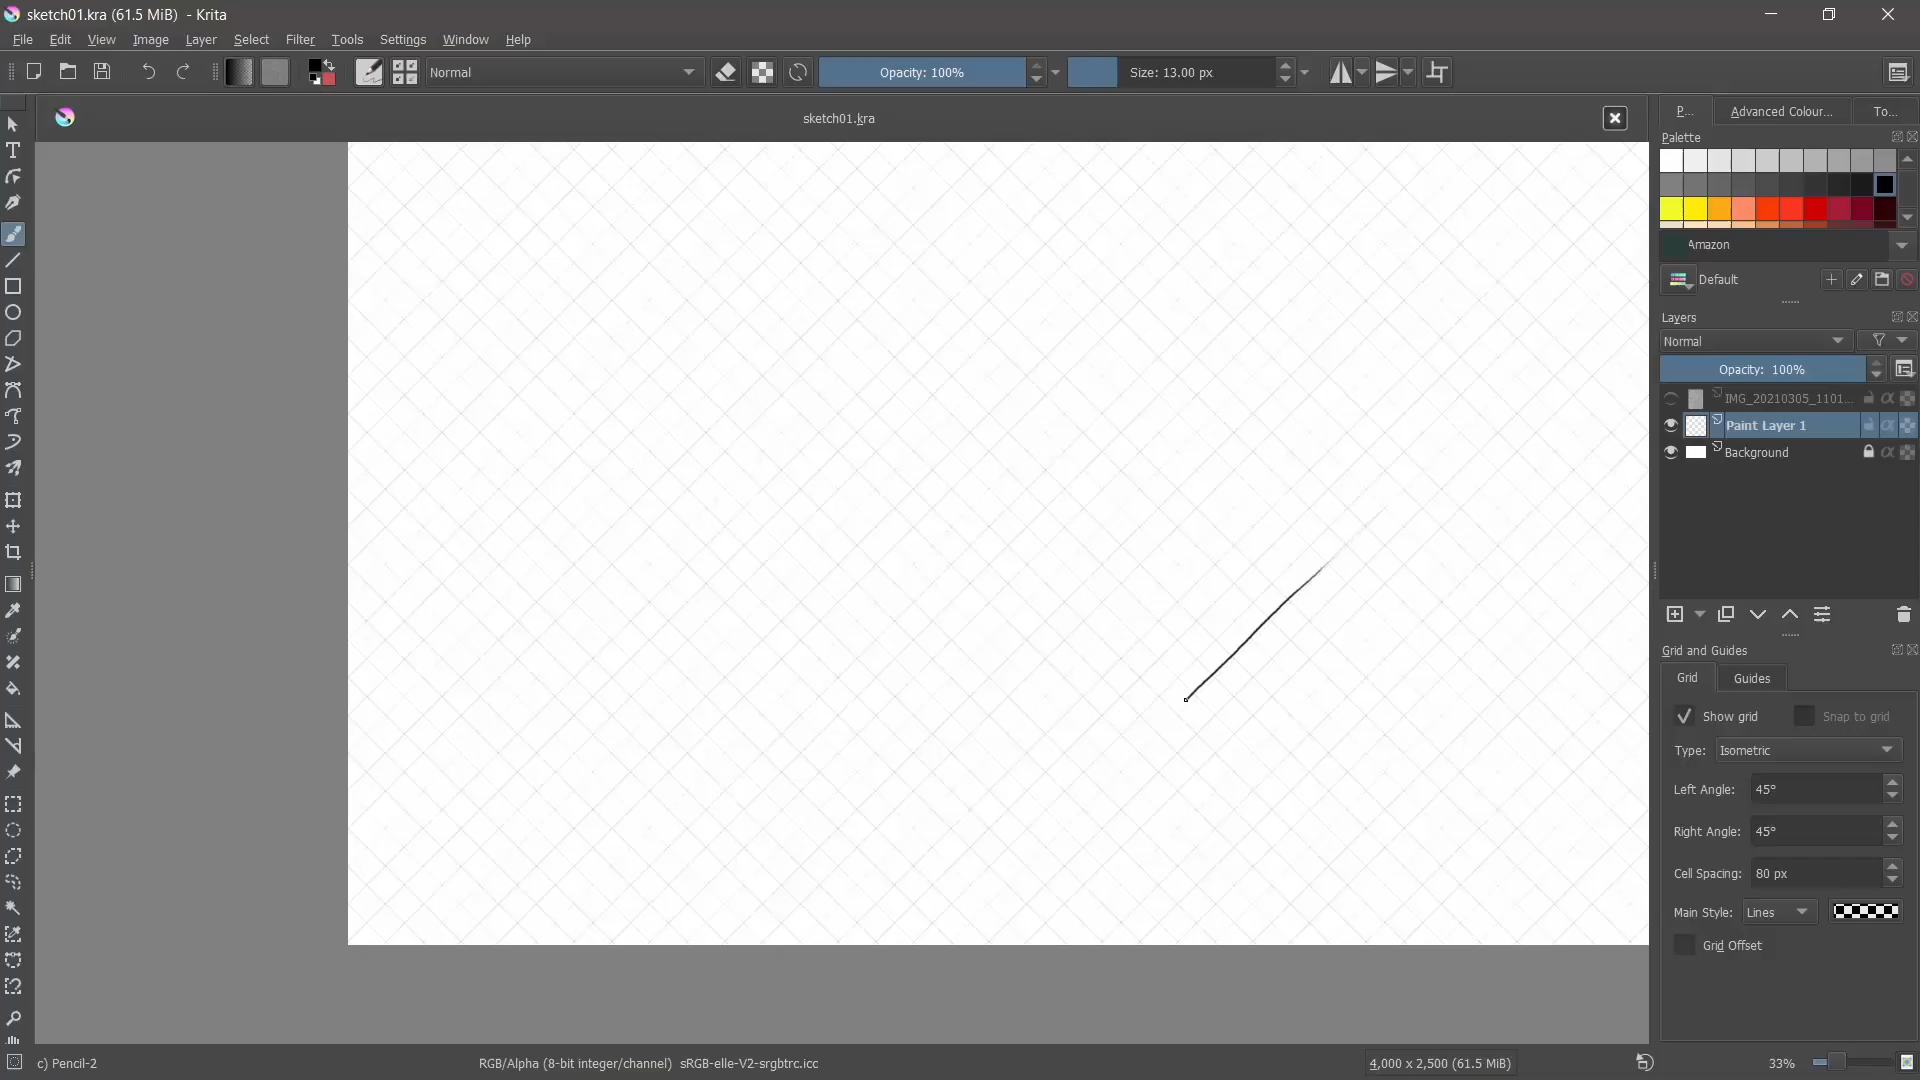 sketch01.kra (61.5 MiB) - Krita
File Edit View Image Layer Select Filter Tools Settings Window Help
Normal Opacity: 100% Size: 13.00 px
sketch01.kra
P... Advanced Colour... To...
Palette
Amazon
Default
Layers
Normal
Opacity: 100%
IMG_20210305_1101...
Paint Layer 1
Background
Grid and Guides
Grid Guides
Show grid Snap to grid
Type: Isometric
Left Angle: 45°
Right Angle: 45°
Cell Spacing: 80 px
Main Style: Lines
Grid Offset
c) Pencil-2 RGB/Alpha (8-bit integer/channel) sRGB-elle-V2-srgbtrc.icc 4,000 x 2,500 (61.5 MiB) 33%